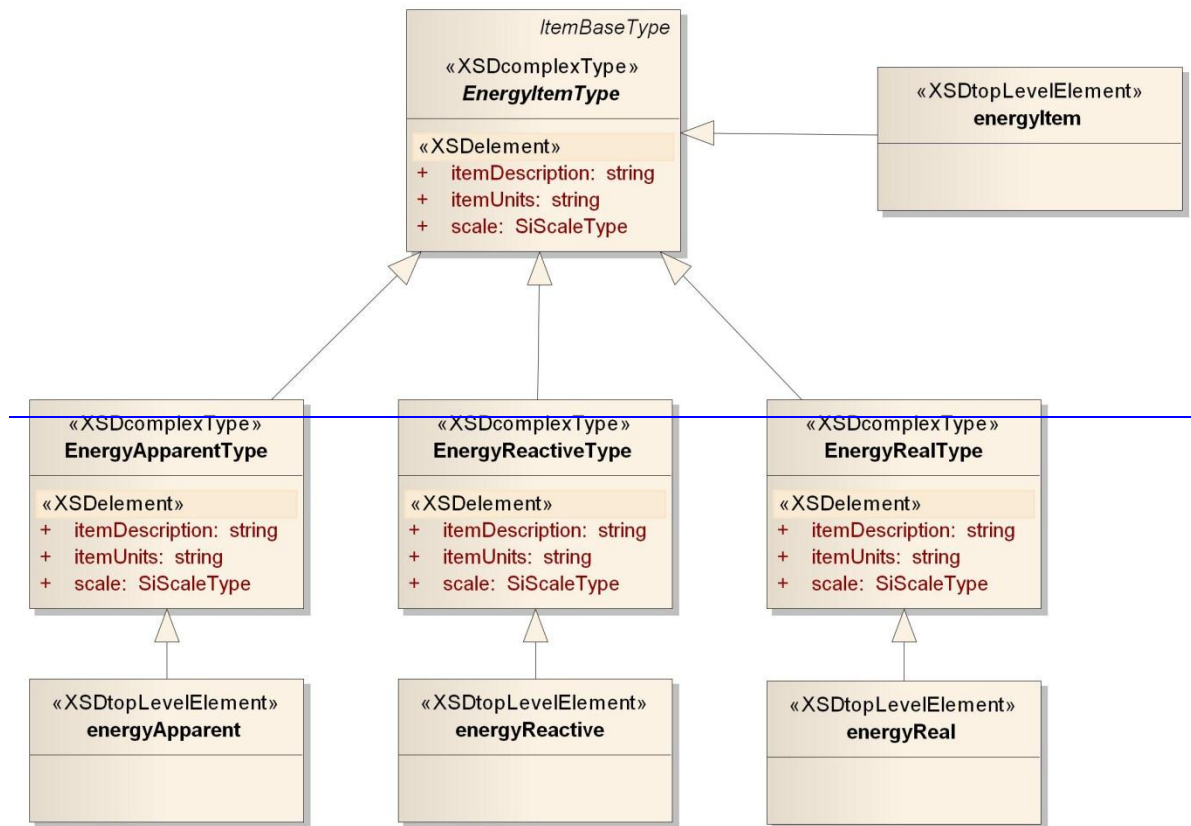 ItemBaseType
«XSDcomplexType»
EnergyItemType
«XSDelement»
+ itemDescription: string
+ itemUnits: string
+ scale: SiScaleType
«XSDtopLevelElement»
energyItem
«XSDcomplexType»
EnergyApparentType
«XSDelement»
+ itemDescription: string
+ itemUnits: string
+ scale: SiScaleType
«XSDcomplexType»
EnergyReactiveType
«XSDelement»
+ itemDescription: string
+ itemUnits: string
+ scale: SiScaleType
«XSDcomplexType»
EnergyRealType
«XSDelement»
+ itemDescription: string
+ itemUnits: string
+ scale: SiScaleType
«XSDtopLevelElement»
energyApparent
«XSDtopLevelElement»
energyReactive
«XSDtopLevelElement»
energyReal